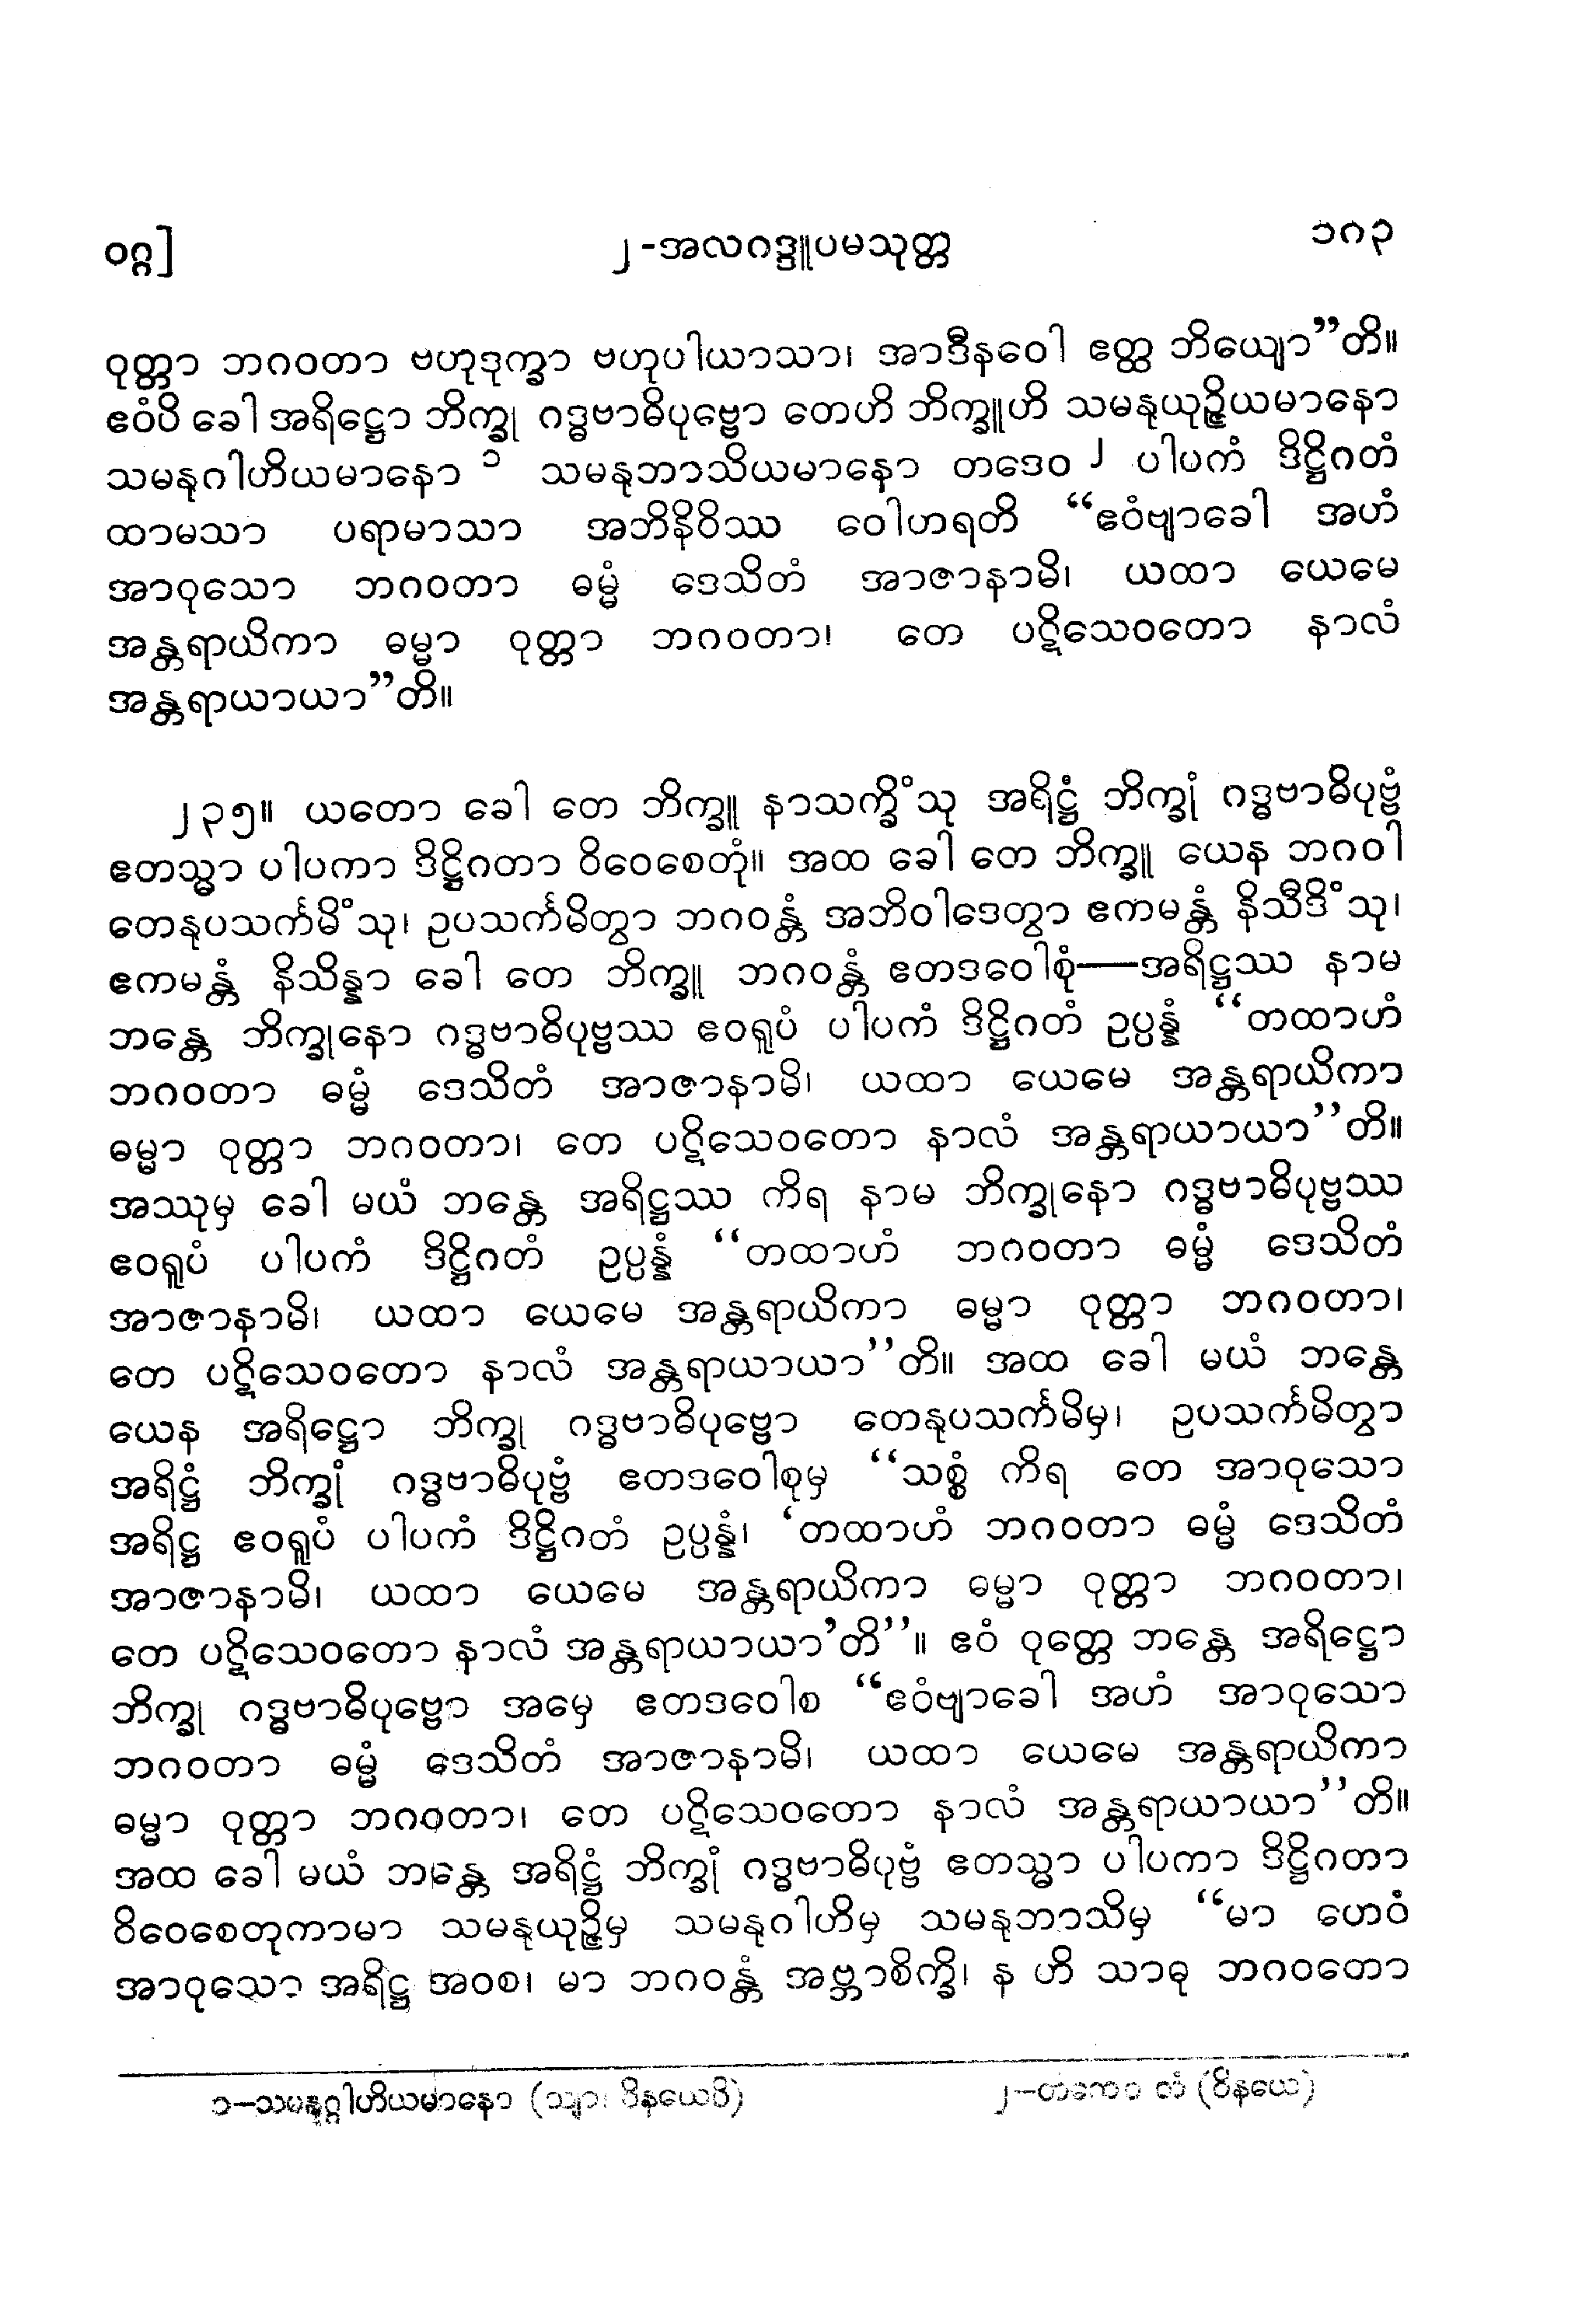 ဝဂ္ဂ]
၂-အလဂဒ္ဒူပမသုတ္တ
၁၈၃
ဝုတ္တာ ဘဂဝတာ ဗဟုဒုက္ခာ ဗဟုပါယာသာ၊ အာဒီနဝေါ ဧတ္ထ ဘိယျော”တိ။
ဧဝံပိ ခေါ အရိဋ္ဌော ဘိက္ခု ဂဒ္ဓဗာဓိပုဗ္ဗော တေဟိ ဘိက္ခူဟိ သမနုယုဉ္ဇိယမာနော
သမနုဂါဟိယမာနော ၁ သမနုဘာသိယမာနော တဒေဝ ၂ ပါပကံ ဒိဋ္ဌိဂတံ
ထာမသာ ပရာမာသာ အဘိနိဝိဿ ဝေါဟရတိ “ဧဝံဗျာခေါ အဟံ
အာဝုသော ဘဂဝတာ ဓမ္မံ ဒေသိတံ အာဇာနာမိ၊ ယထာ ယေမေ
အန္တရာယိကာ ဓမ္မာ ဝုတ္တာ ဘဂဝတာ၊ တေ ပဋိသေဝတော နာလံ
အန္တရာယာယာ”တိ။
၂၃၅။ ယတော ခေါ တေ ဘိက္ခူ နာသက္ခိံသု အရိဋ္ဌံ ဘိက္ခုံ ဂဒ္ဓဗာဓိပုဗ္ဗံ
ဧတသ္မာ ပါပကာ ဒိဋ္ဌိဂတာ ဝိဝေစေတုံ။ အထ ခေါ တေ ဘိက္ခူ ယေန ဘဂဝါ
တေနုပသင်္ကမိံသု၊ ဥပသင်္ကမိတွာ ဘဂဝန္တံ အဘိဝါဒေတွာ ဧကမန္တံ နိသီဒိံသု၊
ဧကမန္တံ နိသိန္နာ ခေါ တေ ဘိက္ခူ ဘဂဝန္တံ ဧတဒဝေါစုံ—အရိဋ္ဌဿ နာမ
ဘန္တေ ဘိက္ခုနော ဂဒ္ဓဗာဓိပုဗ္ဗဿ ဧဝရူပံ ပါပကံ ဒိဋ္ဌိဂတံ ဥပ္ပန္နံ “တထာဟံ
ဘဂဝတာ ဓမ္မံ ဒေသိတံ အာဇာနာမိ၊ ယထာ ယေမေ အန္တရာယိကာ
ဓမ္မာ ဝုတ္တာ ဘဂဝတာ၊ တေ ပဋိသေဝတော နာလံ အန္တရာယာယာ”တိ။
အဿုမှ ခေါ မယံ ဘန္တေ အရိဋ္ဌဿ ကိရ နာမ ဘိက္ခုနော ဂဒ္ဓဗာဓိပုဗ္ဗဿ
ဧဝရူပံ ပါပကံ ဒိဋ္ဌိဂတံ ဥပ္ပန္နံ “တထာဟံ ဘဂဝတာ ဓမ္မံ ဒေသိတံ
အာဇာနာမိ၊ ယထာ ယေမေ အန္တရာယိကာ ဓမ္မာ ဝုတ္တာ ဘဂဝတာ၊
တေ ပဋိသေဝတော နာလံ အန္တရာယာယာ”တိ။ အထ ခေါ မယံ ဘန္တေ
ယေန အရိဋ္ဌော ဘိက္ခု ဂဒ္ဓဗာဓိပုဗ္ဗော တေနုပသင်္ကမိမှ၊ ဥပသင်္ကမိတွာ
အရိဋ္ဌံ ဘိက္ခုံ ဂဒ္ဓဗာဓိပုဗ္ဗံ ဧတဒဝေါစုမှ “သစ္စံ ကိရ တေ အာဝုသော
အရိဋ္ဌ ဧဝရူပံ ပါပကံ ဒိဋ္ဌိဂတံ ဥပ္ပန္နံ၊ ‘တထာဟံ ဘဂဝတာ ဓမ္မံ ဒေသိတံ
အာဇာနာမိ၊ ယထာ ယေမေ အန္တရာယိကာ ဓမ္မာ ဝုတ္တာ ဘဂဝတာ၊
တေ ပဋိသေဝတော နာလံ အန္တရာယာယာ’တိ”။ ဧဝံ ဝုတ္တေ ဘန္တေ အရိဋ္ဌော
ဘိက္ခု ဂဒ္ဓဗာဓိပုဗ္ဗော အမှေ ဧတဒဝေါစ “ဧဝံဗျာခေါ အဟံ အာဝုသော
ဘဂဝတာ ဓမ္မံ ဒေသိတံ အာဇာနာမိ၊ ယထာ ယေမေ အန္တရာယိကာ
ဓမ္မာ ဝုတ္တာ ဘဂဝတာ၊ တေ ပဋိသေဝတော နာလံ အန္တရာယာယာ”တိ။
အထ ခေါ မယံ ဘန္တေ အရိဋ္ဌံ ဘိက္ခုံ ဂဒ္ဓဗာဓိပုဗ္ဗံ ဧတသ္မာ ပါပကာ ဒိဋ္ဌိဂတာ
ဝိဝေစေတုကာမာ သမနုယုဉ္ဇိမှ သမနုဂါဟိမှ သမနုဘာသိမှ “မာ ဟေဝံ
အာဝုသော အရိဋ္ဌ အဝစ၊ မာ ဘဂဝန္တံ အဗ္ဘာစိက္ခိ၊ န ဟိ သာဓု ဘဂဝတော
၁—သမနုဂ္ဂါဟိယမာနော (သျာ၊ ဝိနယေပိ)
၂— (ဝိနယေ)